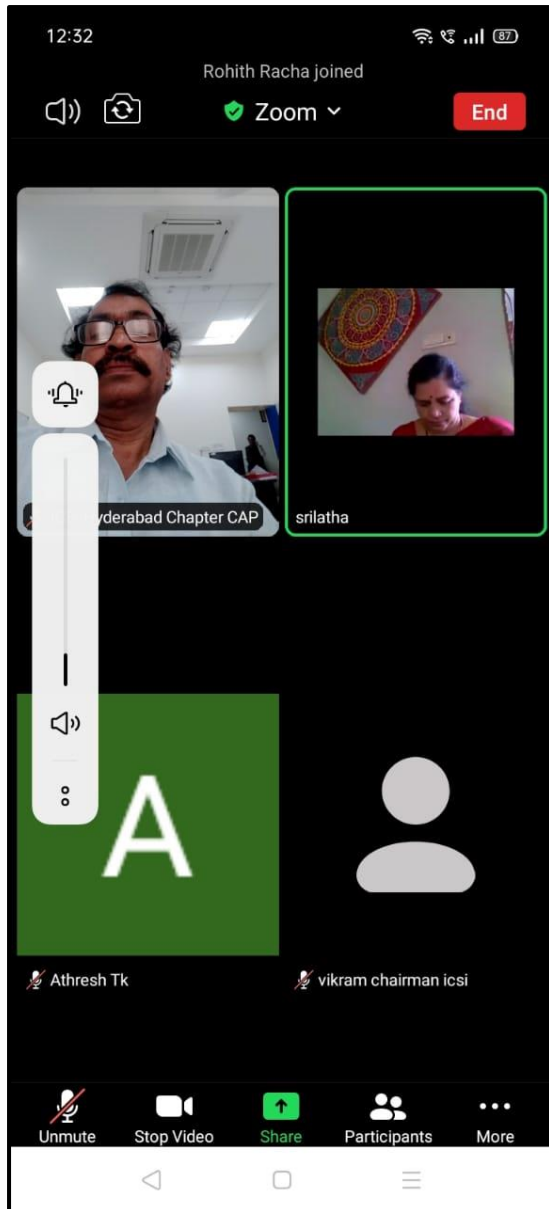 12:32
87
Rohith Racha joined
Zoom
End
yderabad Chapter CAP
srilatha
A
Athresh Tk
vikram chairman icsi
Unmute
Stop Video
Share
Participants
More